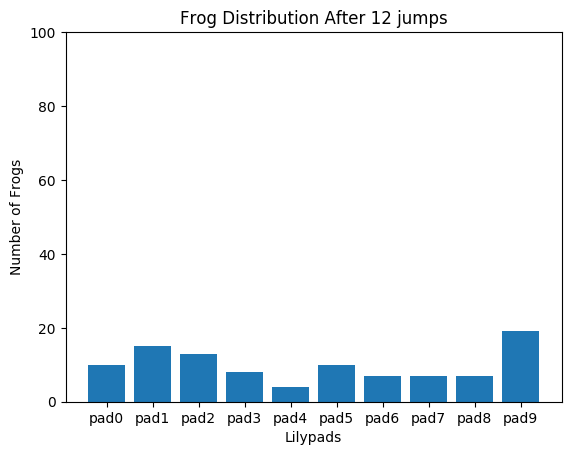 Frog Distribution After 12 jumps
100
80
60
40
20
0
Number of Frogs
pad0 pad1 pad2 pad3 pad4 pad5 pad6 pad7 pad8 pad9
Lilypads